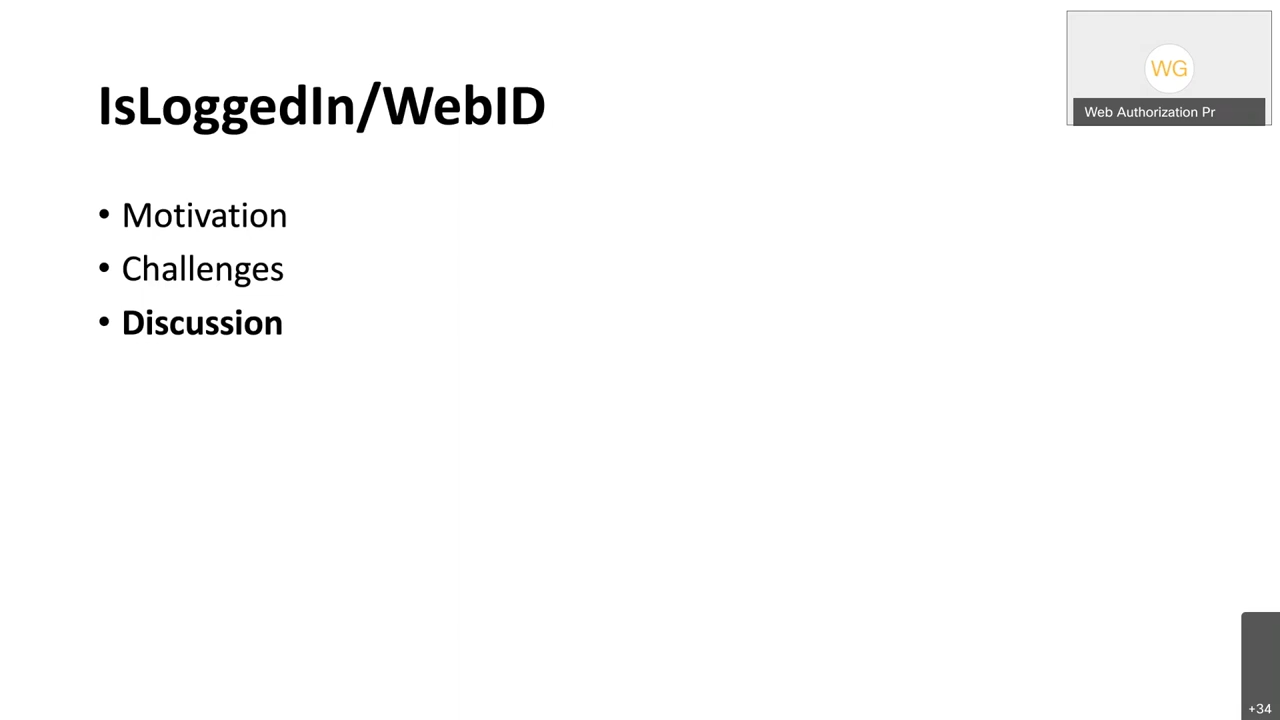 IsLoggedIn/WebID
• Motivation
• Challenges
• Discussion
WG
Web Authorization Pr
+34